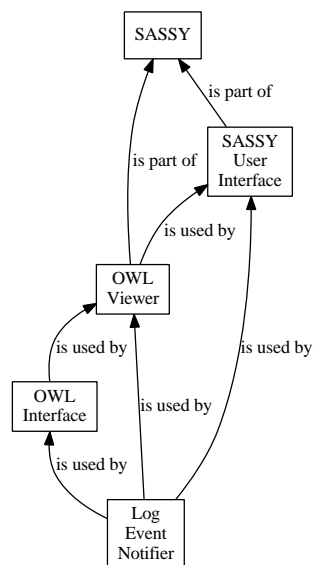 SASSY
is part of
SASSY
User
Interface
is part of
is used by
OWL
Viewer
is used by
is used by
OWL
Interface
is used by
is used by
Log
Event
Notifier